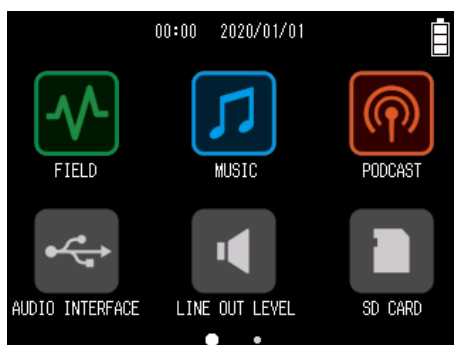 00:00 2020/01/01
FIELD MUSIC PODCAST
AUDIO INTERFACE LINE OUT LEVEL SD CARD